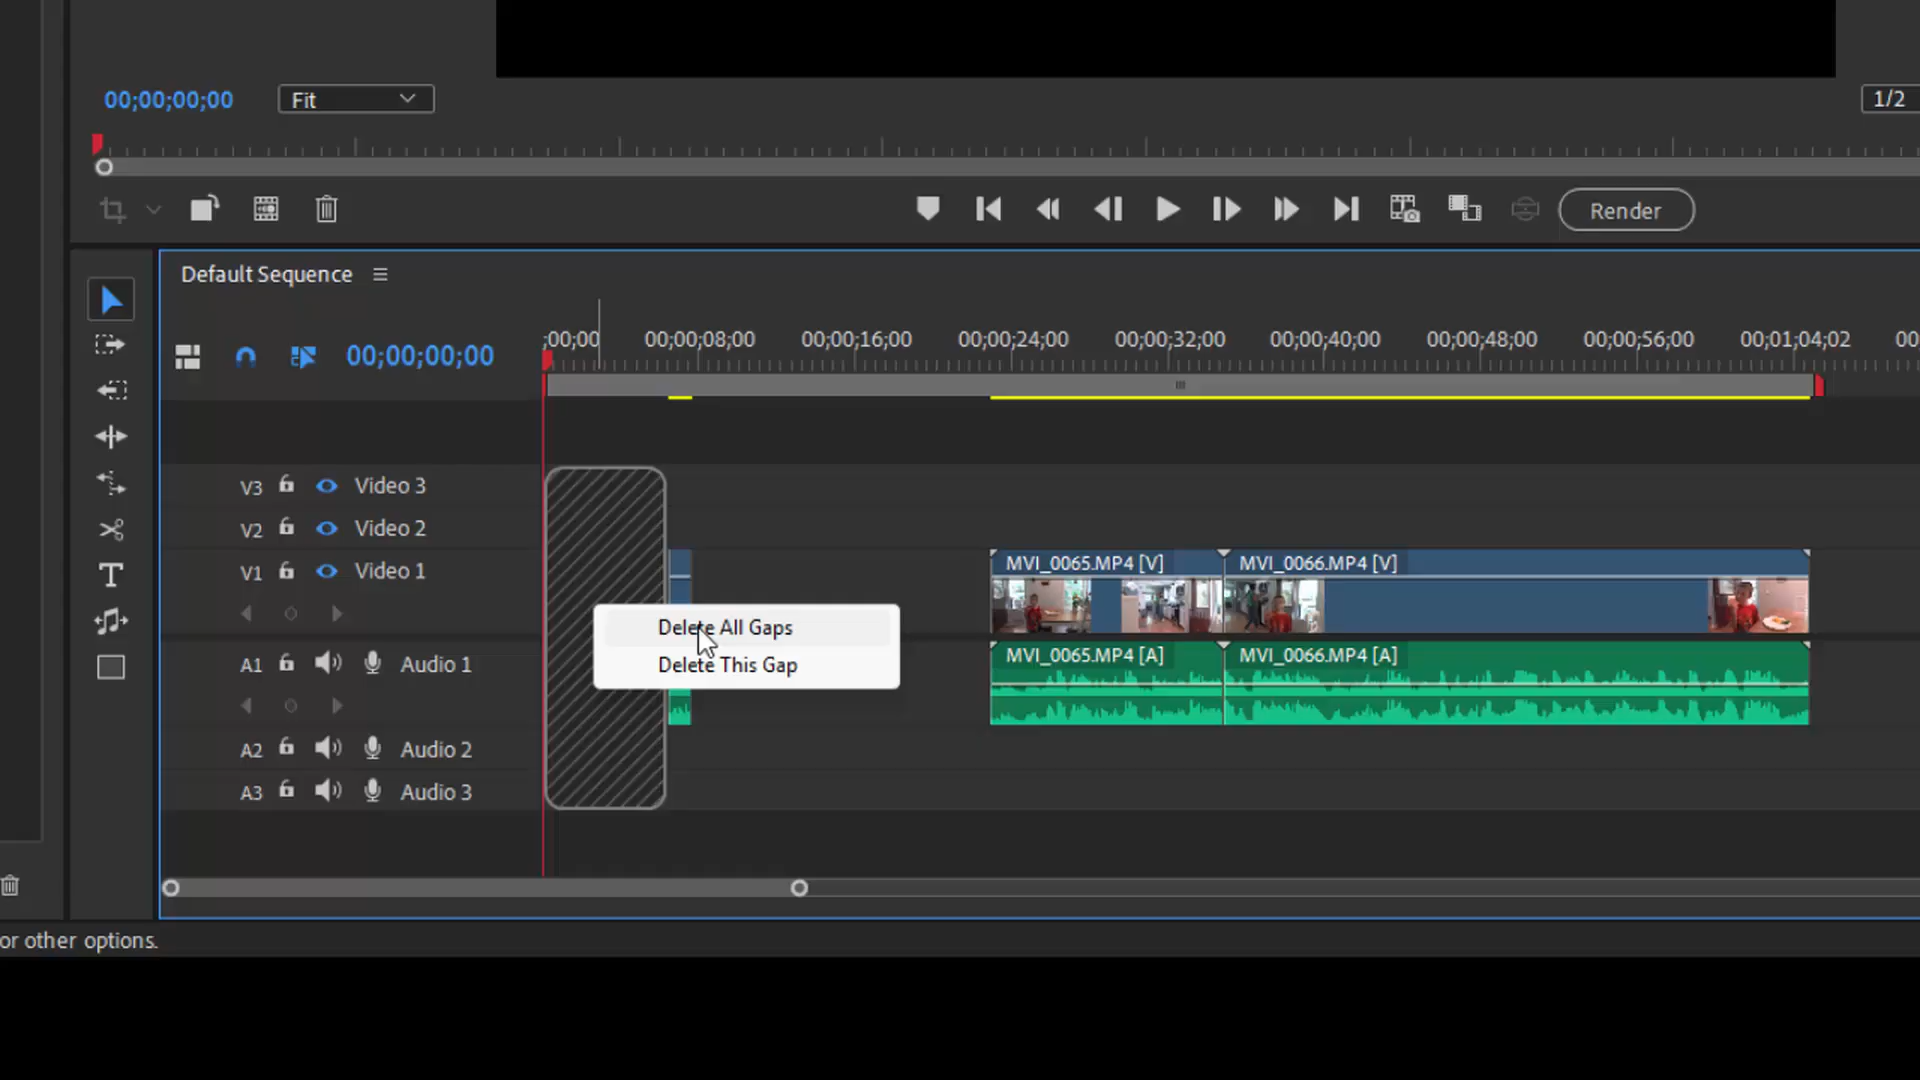 00;00;00;00 Fit 1/2
Render
Default Sequence
00;00;00;00 ;00;00 00;00;08;00 00;00;16;00 00;00;24;00 00;00;32;00 00;00;40;00 00;00;48;00 00;00;56;00 00;01;04;02 00
V3 Video 3
V2 Video 2
V1 Video 1 MVI_0065.MP4 [V] MVI_0066.MP4 [V]
Delete All Gaps
Delete This Gap
A1 Audio 1 MVI_0065.MP4 [A] MVI_0066.MP4 [A]
A2 Audio 2
A3 Audio 3
or other options.